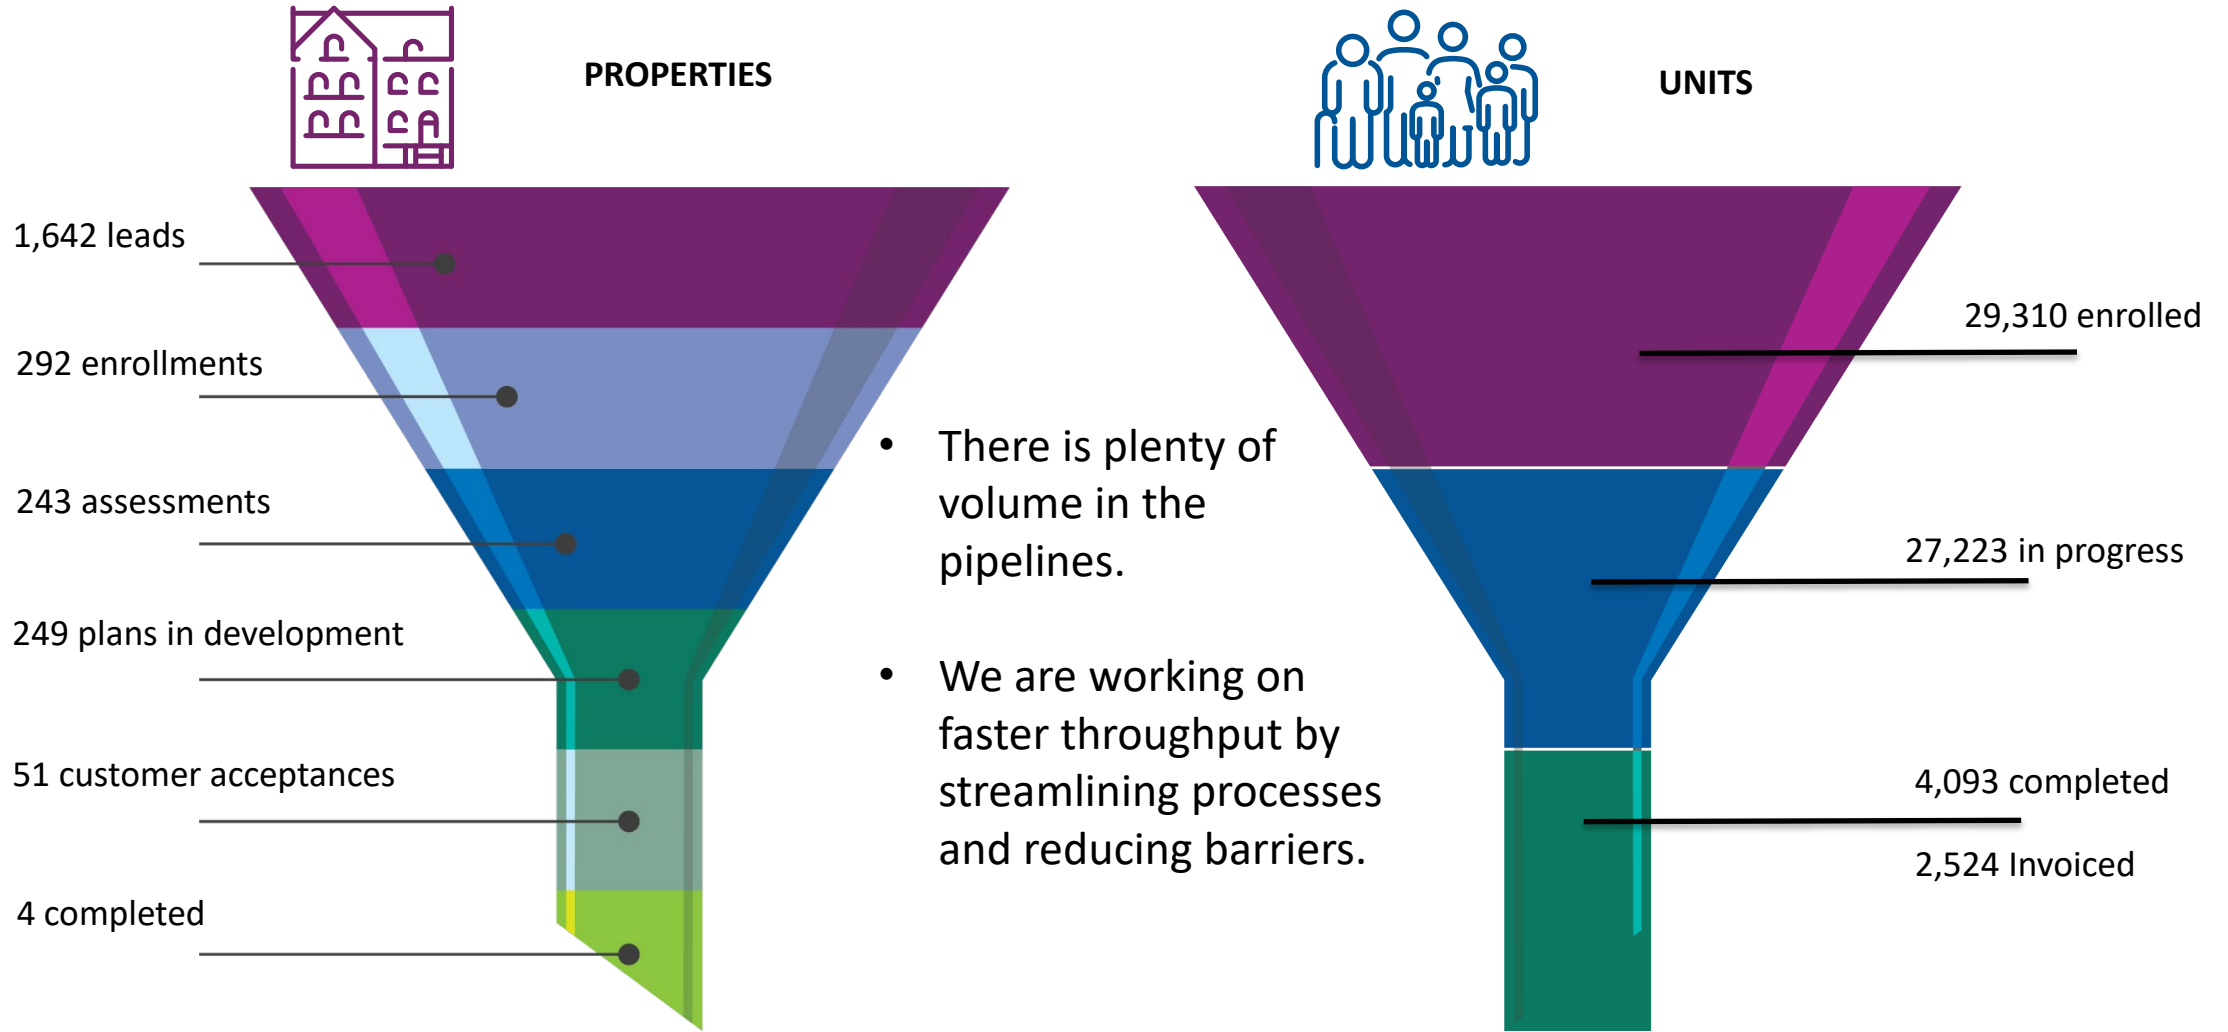 PROPERTIES
1,642 leads
292 enrollments
243 assessments
249 plans in development
51 customer acceptances
4 completed
• There is plenty of
volume in the
pipelines.
• We are working on
faster throughput by
streamlining processes
and reducing barriers.
UNITS
29,310 enrolled
27,223 in progress
4,093 completed
2,524 Invoiced